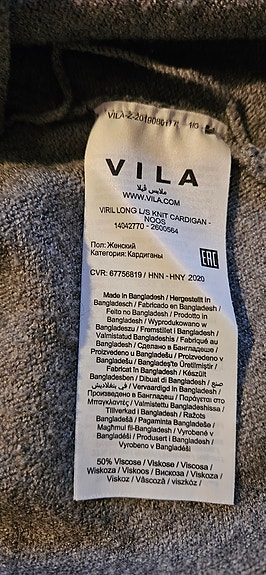 VILA
ملابس ڤيلا
WWW.VILA.COM
VIRIL LONG L/S KNIT CARDIGAN -
NOOS
14042770 - 2600564
Пол: Женский
Категория: Кардиганы
EAC
CVR: 67756819 / HNN - HNY 2020
Made in Bangladesh / Hergestellt in
Bangladesch / Fabricado en Bangladesh /
Feito no Bangladesh / Prodotto in
Bangladesh / Wyprodukowano w
Bangladeszu / Fremstillet i Bangladesh /
Valmistatud Bangladeshis / Fabriqué au
Bangladesh / Сделано в Бангладеше /
Proizvedeno u Bangladešu / Proizvedeno v
Bangladešu / Bangladeş'te Üretilmiştir /
Fabricat în Bangladesh / Készült
Bangladesben / Dibuat di Bangladesh / صنع
في بنغلاديش / Vervaardigd in Bangladesh /
Произведено в Бангладеш / Παράγεται στο
Μπαγκλαντές / Valmistettu Bangladeshissa /
Tillverkad i Bangladesh / Ražots
Bangladešā / Pagaminta Bangladeše /
Magħmul fil-Bangladesh / Vyrobené v
Bangladéši / Produsert i Bangladesh /
Vyrobeno v Bangladéši
50% Viscose / Viskose / Viscosa /
Wiskoza / Viskoos / Вискоза / Viskoza /
Viskoz / Vâscoză / viszkóz /